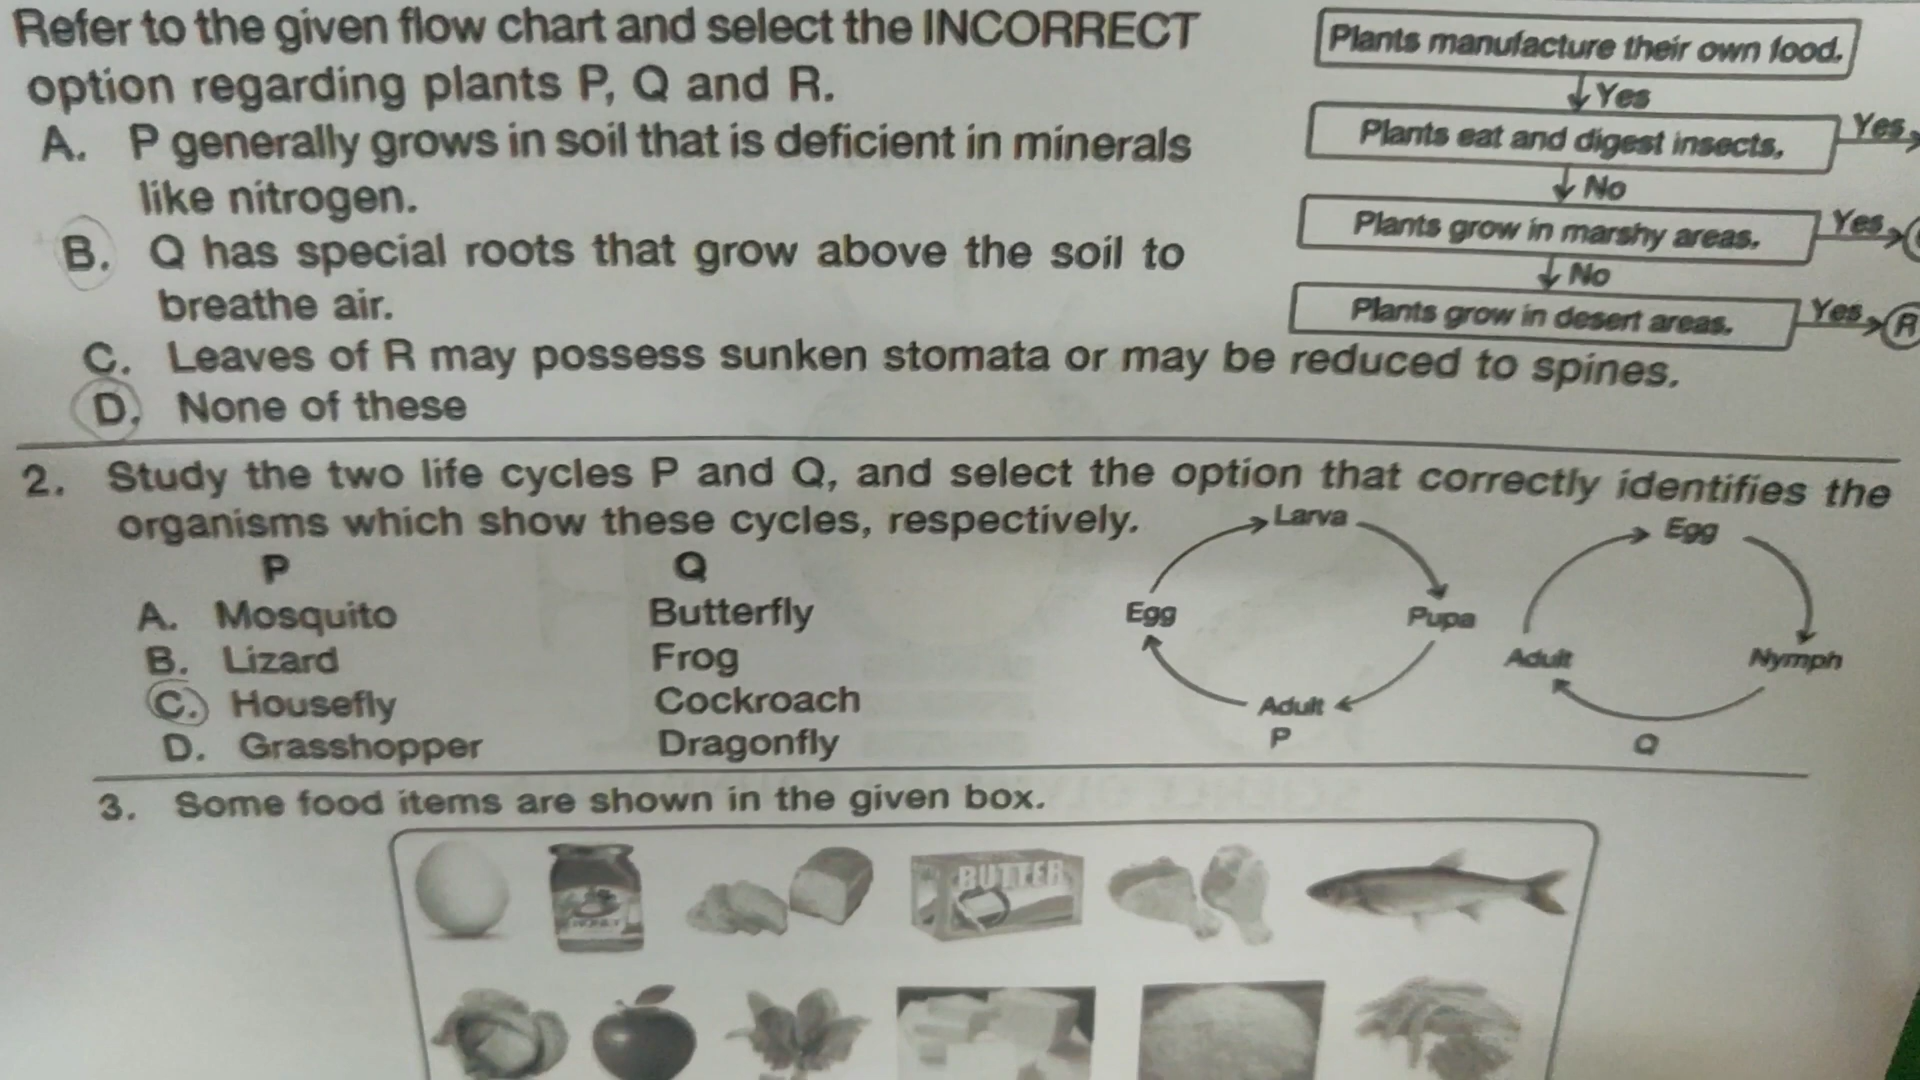 Refer to the given flow chart and select the INCORRECT
option regarding plants P, Q and R.
A. P generally grows in soil that is deficient in minerals
like nitrogen.
B. Q has special roots that grow above the soil to
breathe air.
C. Leaves of R may possess sunken stomata or may be reduced to spines.
D. None of these
Plants manufacture their own food.
Yes
Plants eat and digest insects.
Yes
No
Plants grow in marshy areas.
Yes
No
Plants grow in desert areas.
Yes
R
2. Study the two life cycles P and Q, and select the option that correctly identifies the
organisms which show these cycles, respectively.
P Q
A. Mosquito Butterfly
B. Lizard Frog
C. Housefly Cockroach
D. Grasshopper Dragonfly
Larva
Egg
Pupa
Adult
P
Egg
Adult
Nymph
Q
3. Some food items are shown in the given box.
BUTTER